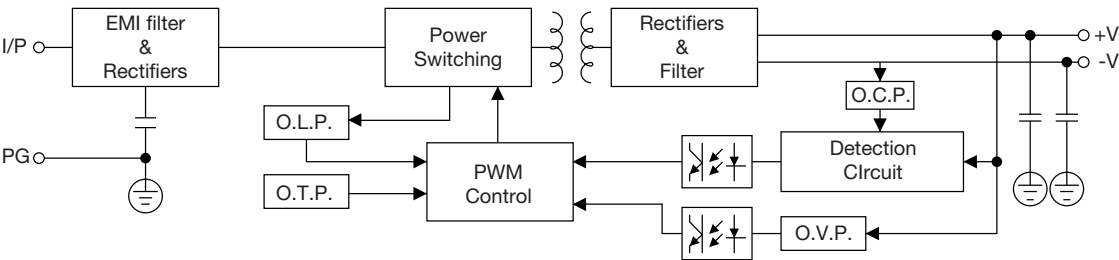 I/P
EMI filter
&
Rectifiers
Power
Switching
Rectifiers
&
Filter
+V
-V
O.C.P.
O.L.P.
PG
PWM
Control
Detection
CIrcuit
O.T.P.
O.V.P.